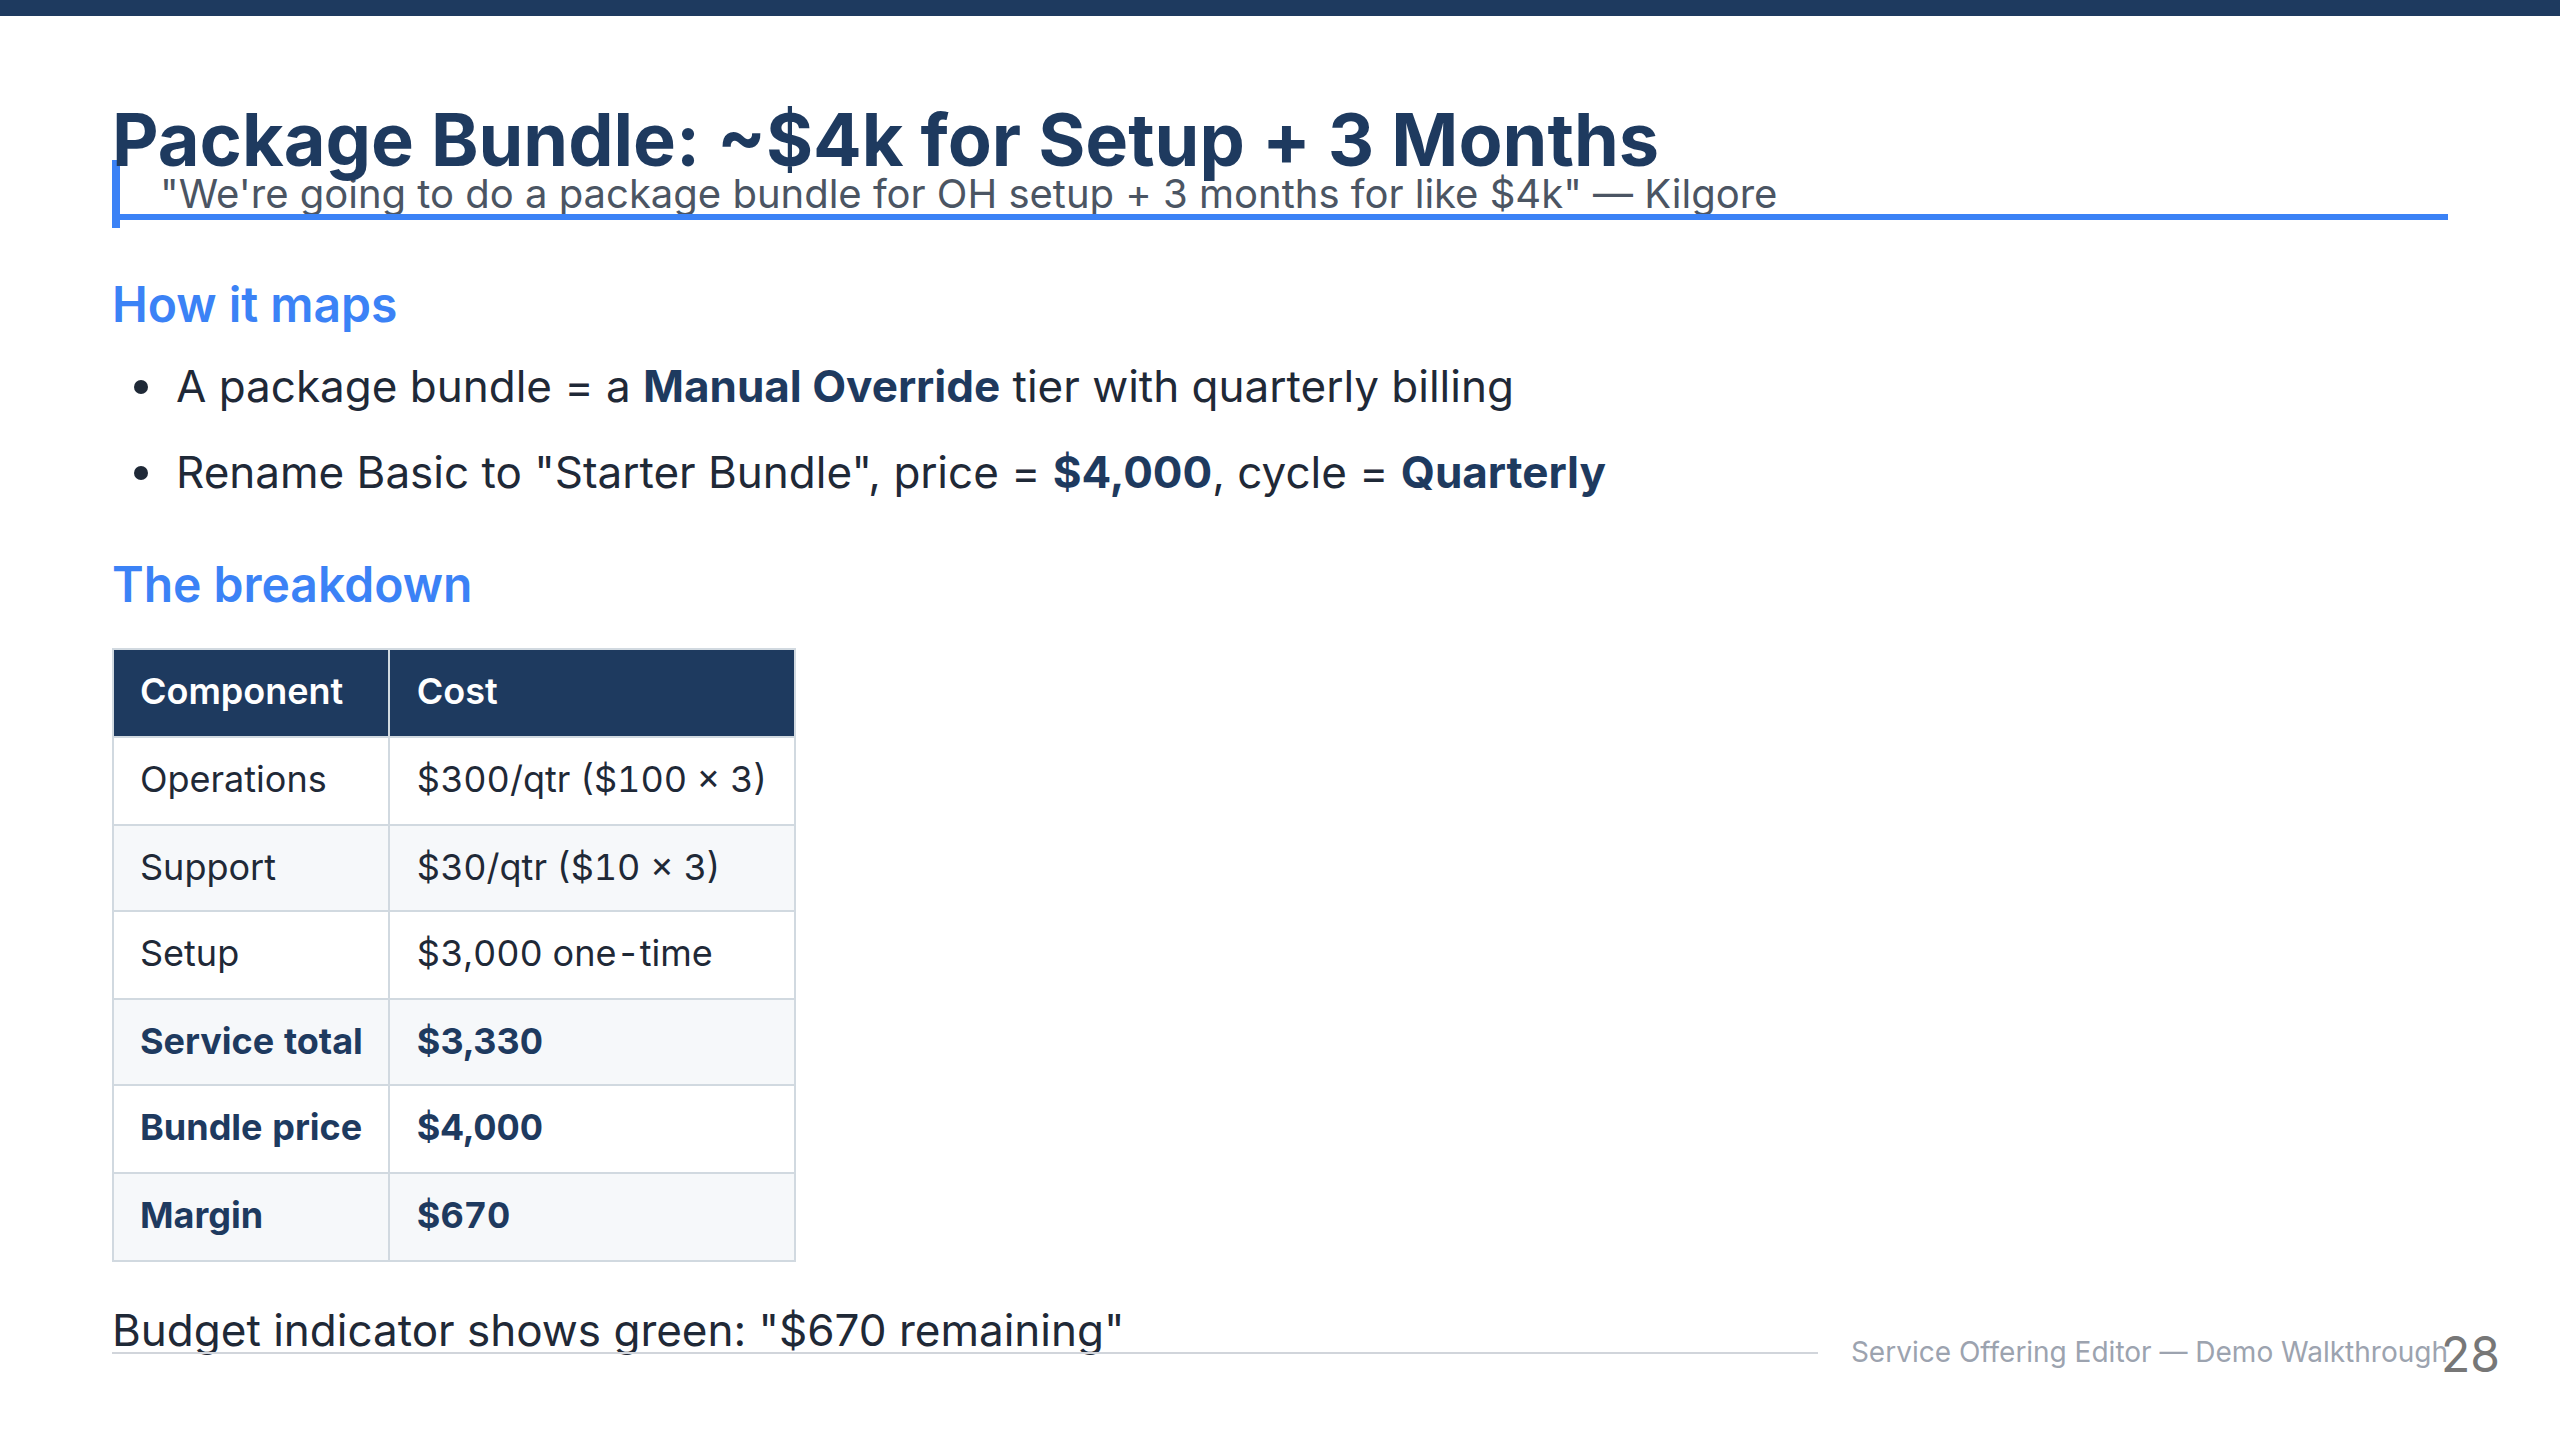 Package Bundle: ~$4k for Setup + 3 Months
"We're going to do a package bundle for OH setup + 3 months for like $4k" — Kilgore
How it maps
• A package bundle = a Manual Override tier with quarterly billing
• Rename Basic to "Starter Bundle", price = $4,000, cycle = Quarterly
The breakdown
Component Cost
Operations $300/qtr ($100 × 3)
Support $30/qtr ($10 × 3)
Setup $3,000 one-time
Service total $3,330
Bundle price $4,000
Margin $670
Budget indicator shows green: "$670 remaining"
Service Offering Editor — Demo Walkthrough 28